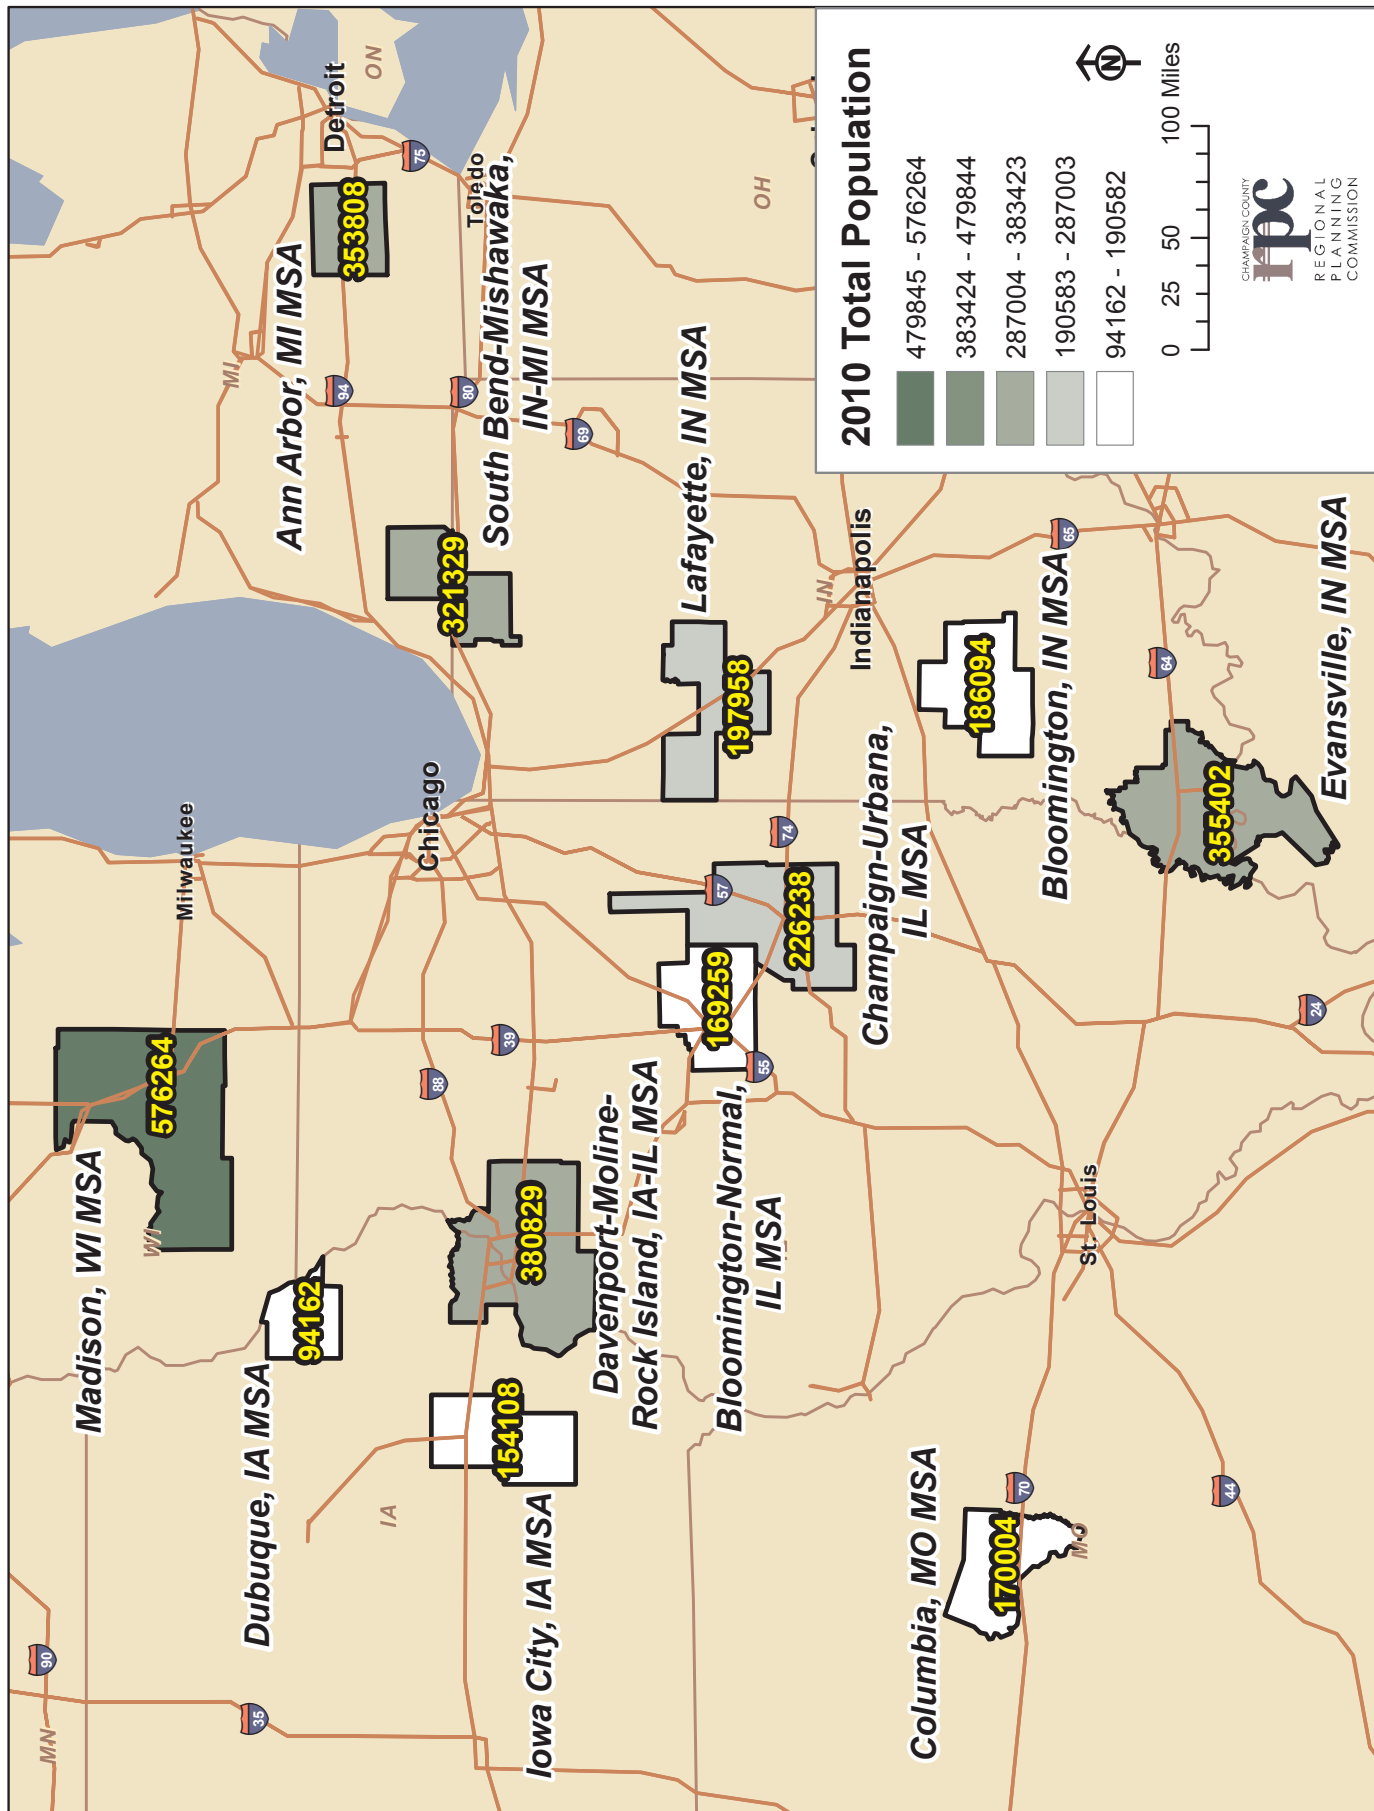 MN
90
35
Madison, WI MSA
WI
576264
Milwaukee
Dubuque, IA MSA
94162
IA
Iowa City, IA MSA
154108
380829
Davenport-Moline-
Rock Island, IA-IL MSA
88
39
Chicago
MI
Ann Arbor, MI MSA
353808
94
Detroit
ON
75
Toledo
80
321329
South Bend-Mishawaka,
IN-MI MSA
69
OH
Bloomington-Normal,
IL MSA
169259
55
57
226238
74
Champaign-Urbana,
IL MSA
Lafayette, IN MSA
197958
IN
Indianapolis
186094
Bloomington, IN MSA
65
64
355402
Evansville, IN MSA
Columbia, MO MSA
170004
70
MO
44
St. Louis
24
2010 Total Population
479845 - 576264
383424 - 479844
287004 - 383423
190583 - 287003
94162 - 190582
N
0 25 50 100 Miles
CHAMPAIGN COUNTY
rpc
REGIONAL
PLANNING
COMMISSION